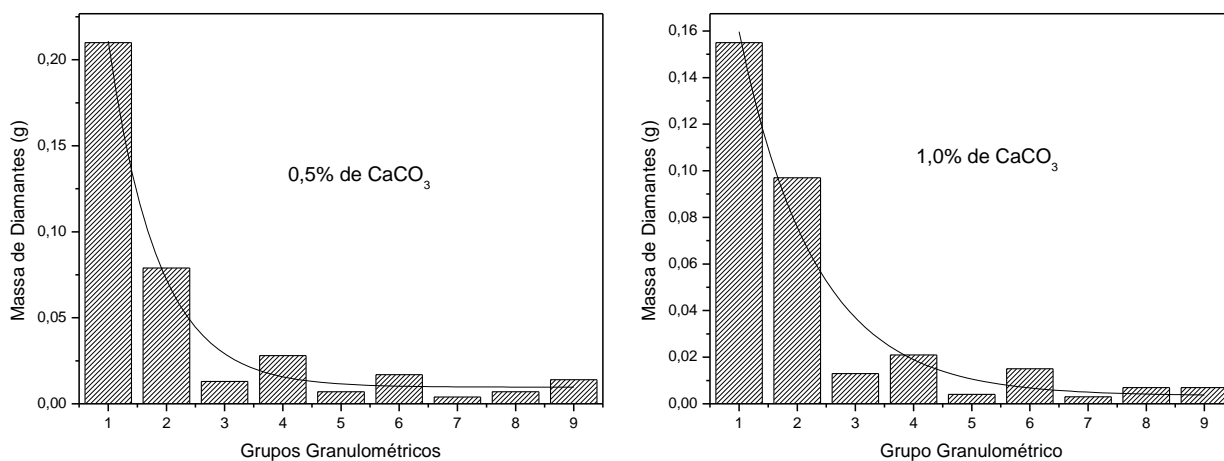 0,20
0,15
0,10
0,05
0,00
Massa de Diamantes (g)
0,5% de CaCO3
1 2 3 4 5 6 7 8 9
Grupos Granulométricos
0,16
0,14
0,12
0,10
0,08
0,06
0,04
0,02
0,00
Massa de Diamantes (g)
1,0% de CaCO3
1 2 3 4 5 6 7 8 9
Grupo Granulométrico